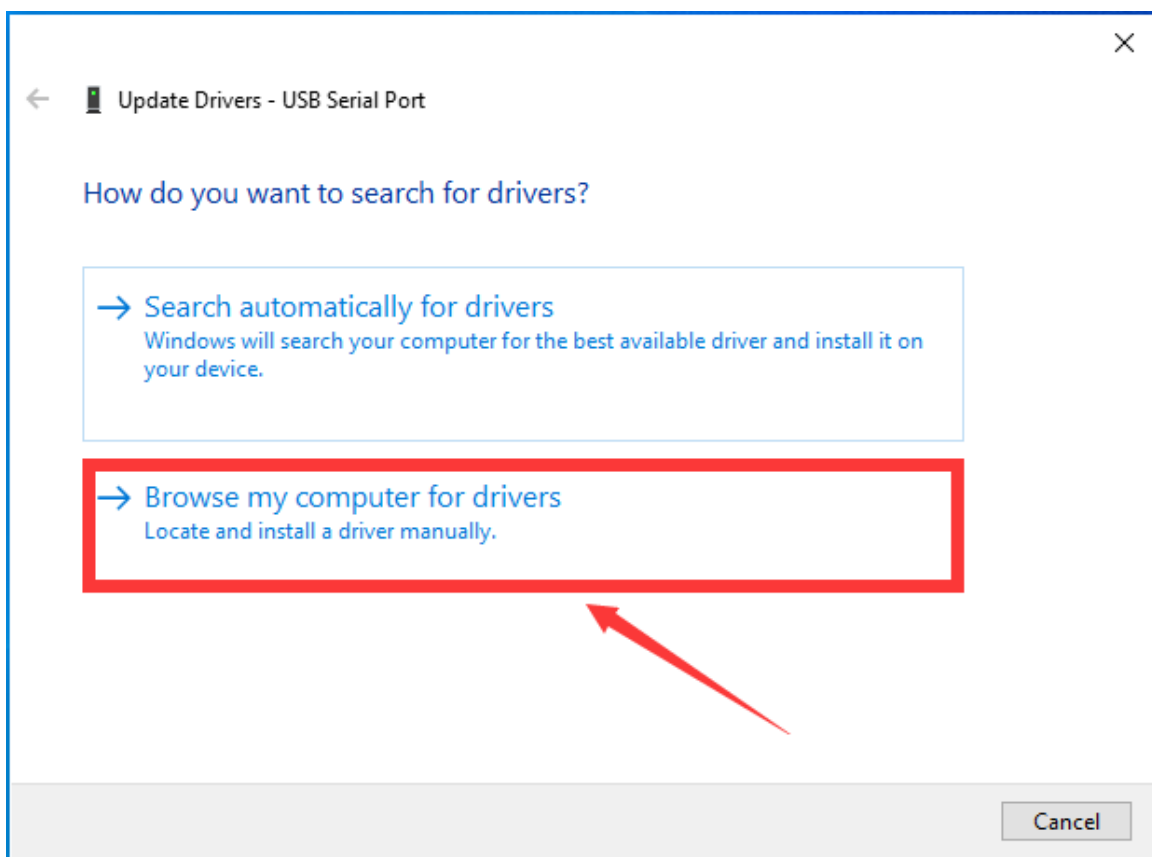 Update Drivers - USB Serial Port
How do you want to search for drivers?
Search automatically for drivers
Windows will search your computer for the best available driver and install it on
your device.
Browse my computer for drivers
Locate and install a driver manually.
Cancel